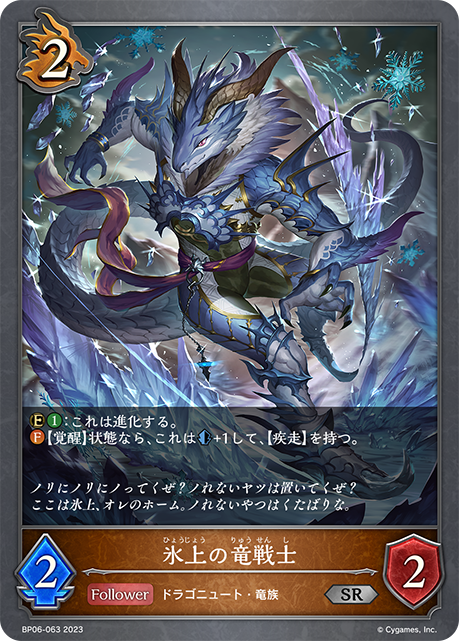 2
E 1:これは進化する。
F【覚醒】状態なら、これは+1して、【疾走】を持つ。
ノリにノリにノってくぜ?ノれないヤツは置いてくぜ?
ここは氷上、オレのホーム。ノれないやつはくたばりな。
ひょうじょう りゅうせんし
氷上の竜戦士
2
Follower ドラゴニュート・竜族 SR
2
BP06-063 2023 © Cygames, Inc.